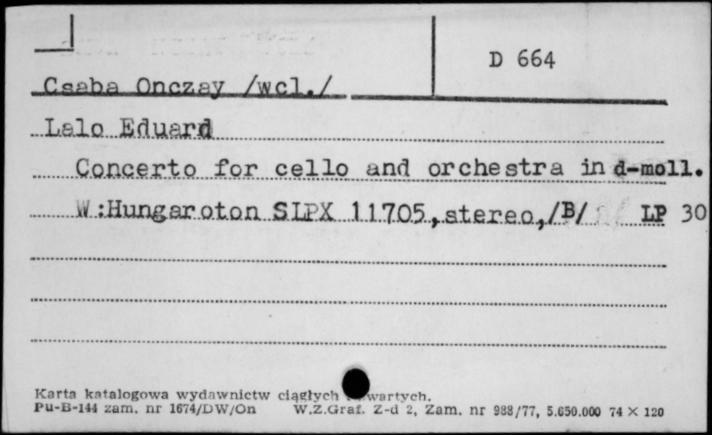 D 664
Csaba Onczay /wcl./
Lalo Eduard
Concerto for cello and orchestra in d-moll.
W:Hungaroton SLPX 11705,stereo,/B/ LP 30
Karta katalogowa wydawnictw ciągłych wartych.
Pu-B-144 zam. nr 1674/DW/On W.Z.Graf. Z-d 2, Zam. nr 988/77, 5.650.000 74 × 120